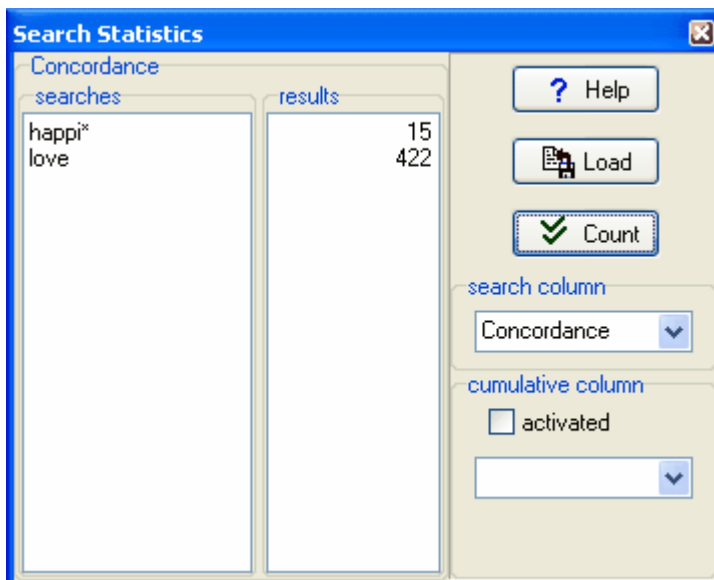 Search Statistics
Concordance
searches
results
happi*
15
love
422
? Help
Load
Count
search column
Concordance
cumulative column
activated